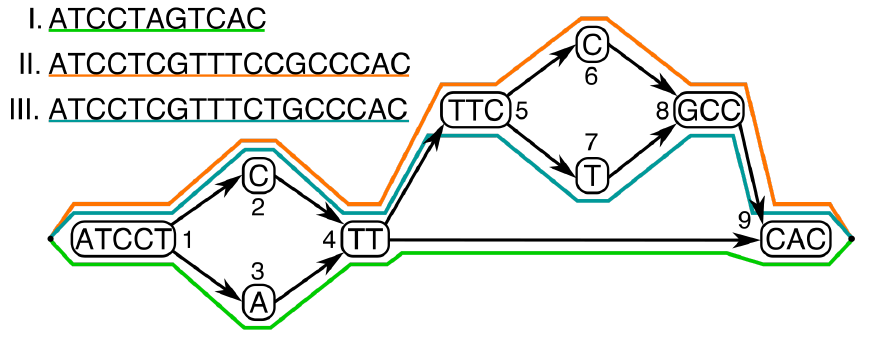 I. ATCCTAGTCAC
II. ATCCTCGTTTCCGCCCAC
III. ATCCTCGTTTCTGCCCAC
C
6
TTC 5
8 GCC
7
T
C
2
ATCCT 1
4 TT
9
CAC
3
A